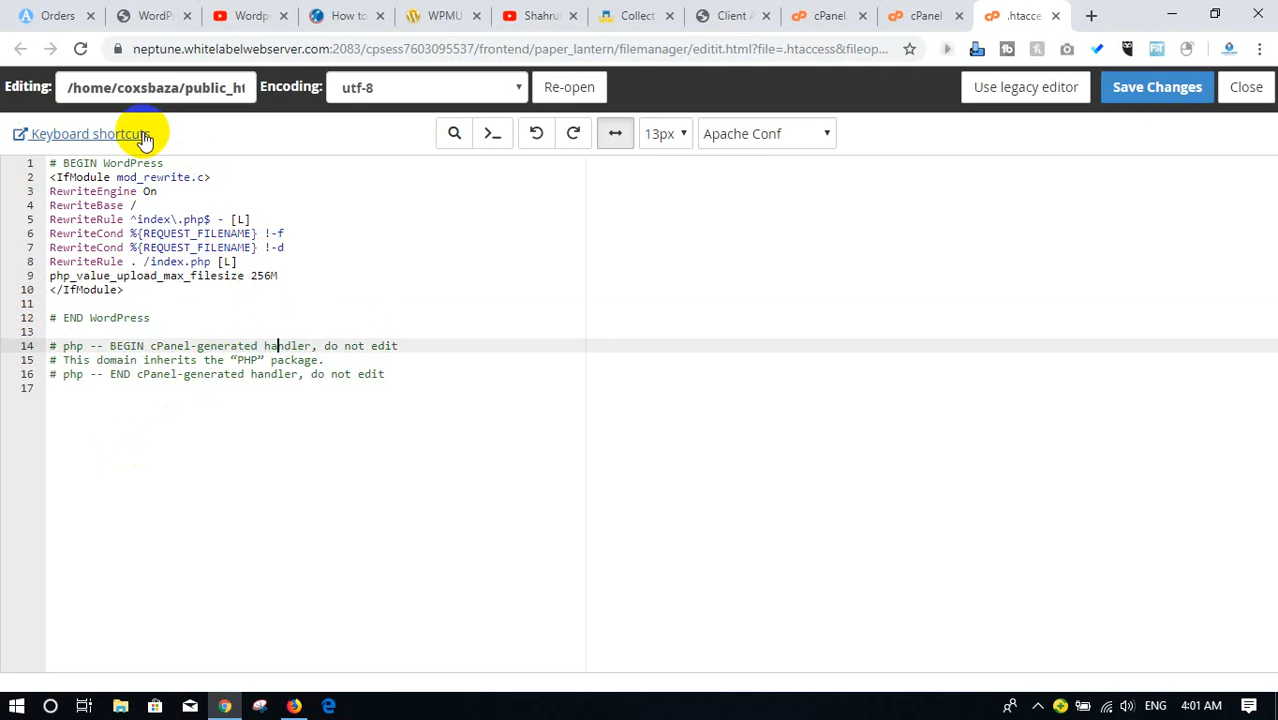 Orders
WordP
Wordp
How to
WPMU
Shahru
Collect
Client A
cPanel
cPanel
.htacce
neptune.whitelabelwebserver.com:2083/cpsess7603095537/frontend/paper_lantern/filemanager/editit.html?file=.htaccess&fileop...
Editing:
/home/coxsbaza/public_ht
Encoding:
utf-8
Re-open
Use legacy editor
Save Changes
Close
Keyboard shortcuts
13px
Apache Conf
1 # BEGIN WordPress
2 <IfModule mod_rewrite.c>
3 RewriteEngine On
4 RewriteBase /
5 RewriteRule ^index\.php$ - [L]
6 RewriteCond %{REQUEST_FILENAME} !-f
7 RewriteCond %{REQUEST_FILENAME} !-d
8 RewriteRule . /index.php [L]
9 php_value_upload_max_filesize 256M
10 </IfModule>
11
12 # END WordPress
13
14 # php -- BEGIN cPanel-generated handler, do not edit
15 # This domain inherits the “PHP” package.
16 # php -- END cPanel-generated handler, do not edit
17
ENG
4:01 AM